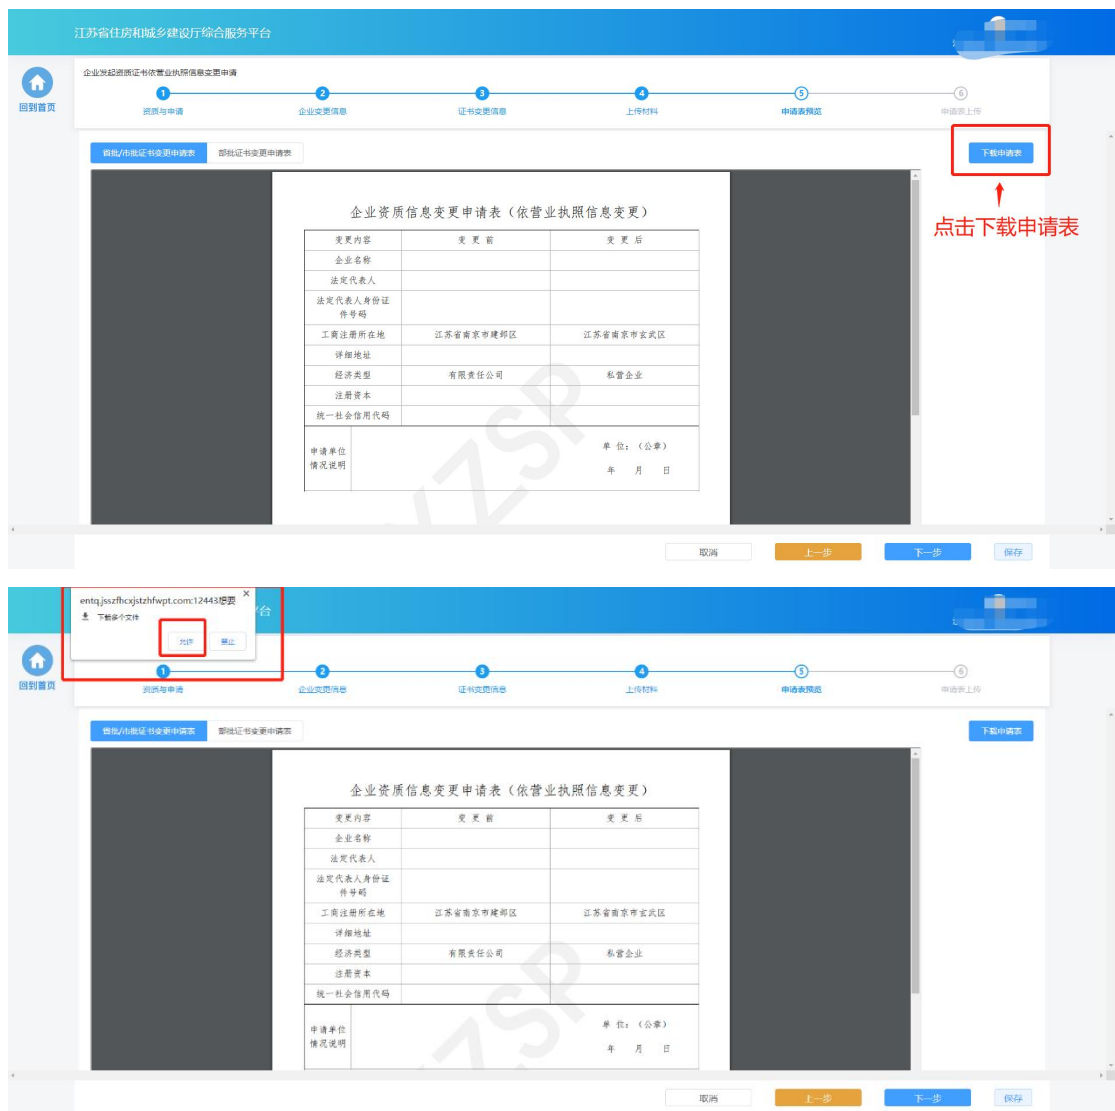 江苏省住房和城乡建设厅综合服务平台
企业发起资质证书依营业执照信息变更申请
回到首页
1 2 3 4 5 6
资质与申请 企业变更信息 证书变更信息 上传材料 申请表预览 申请表上传
省批/市批证书变更申请表 部批证书变更申请表 下载申请表
点击下载申请表
企业资质信息变更申请表（依营业执照信息变更）
变更内容 变 更 前 变 更 后
企业名称
法定代表人
法定代表人身份证
件号码
工商注册所在地 江苏省南京市建邺区 江苏省南京市玄武区
详细地址
经济类型 有限责任公司 私营企业
注册资本
统一社会信用代码
申请单位
情况说明
单 位：（公章）
年 月 日
YZSP
取消 上一步 下一步 保存
entq.jsszfhcxjstzhfwpt.com:12443想要 ×
下载多个文件
允许 禁止
平台
回到首页
1 2 3 4 5 6
资质与申请 企业变更信息 证书变更信息 上传材料 申请表预览 申请表上传
省批/市批证书变更申请表 部批证书变更申请表 下载申请表
企业资质信息变更申请表（依营业执照信息变更）
变更内容 变 更 前 变 更 后
企业名称
法定代表人
法定代表人身份证
件号码
工商注册所在地 江苏省南京市建邺区 江苏省南京市玄武区
详细地址
经济类型 有限责任公司 私营企业
注册资本
统一社会信用代码
申请单位
情况说明
单 位：（公章）
年 月 日
ZSP
取消 上一步 下一步 保存